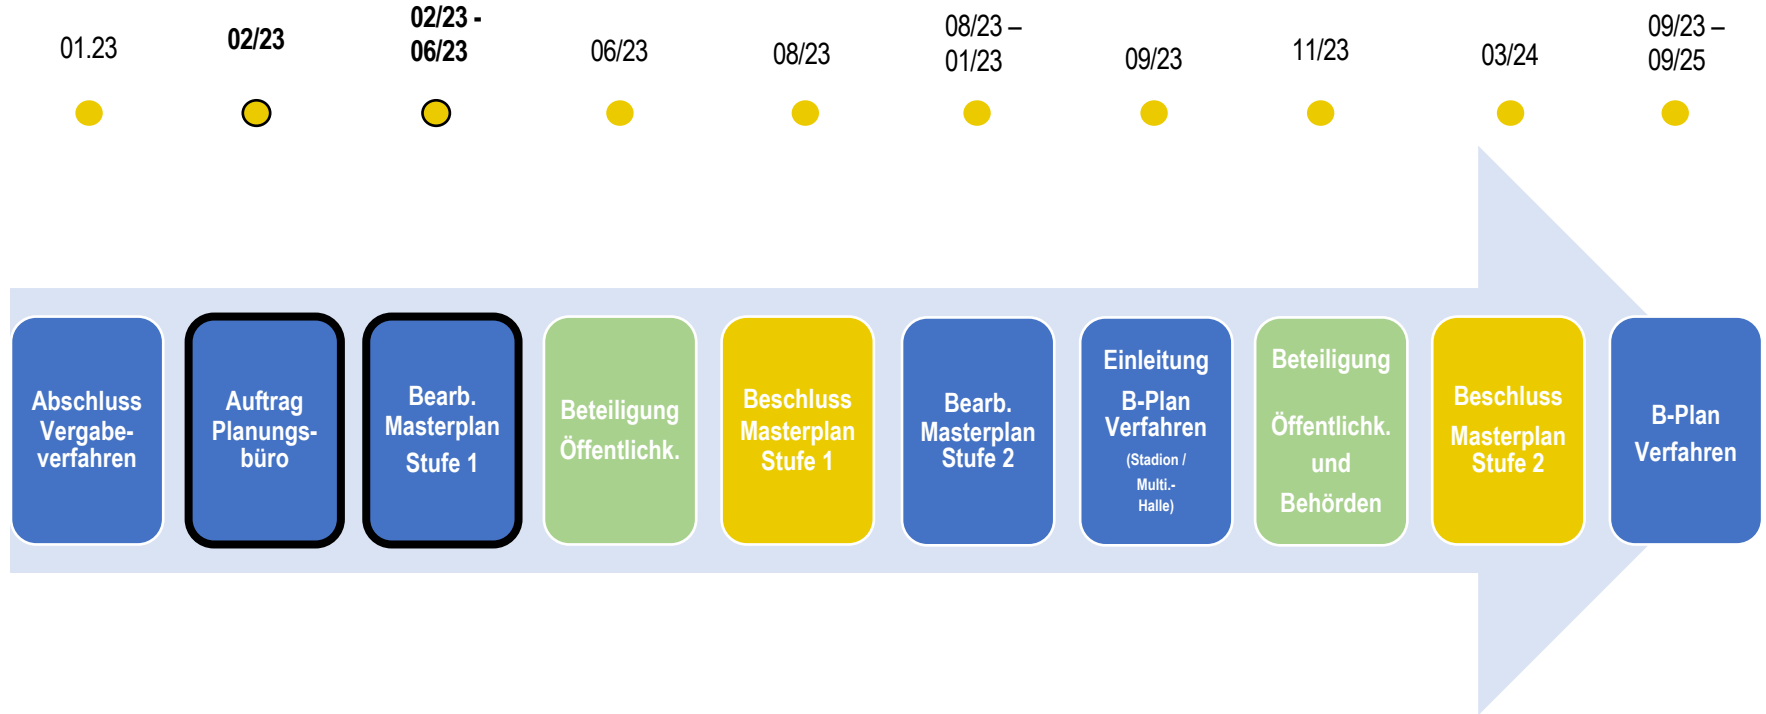 01.23
02/23
02/23 -
06/23
06/23
08/23
08/23 –
01/23
09/23
11/23
03/24
09/23 –
09/25
Abschluss
Vergabe-
verfahren
Auftrag
Planungs-
büro
Bearb.
Masterplan
Stufe 1
Beteiligung
Öffentlichk.
Beschluss
Masterplan
Stufe 1
Bearb.
Masterplan
Stufe 2
Einleitung
B-Plan
Verfahren
(Stadion /
Multi.-
Halle)
Beteiligung
Öffentlichk.
und
Behörden
Beschluss
Masterplan
Stufe 2
B-Plan
Verfahren